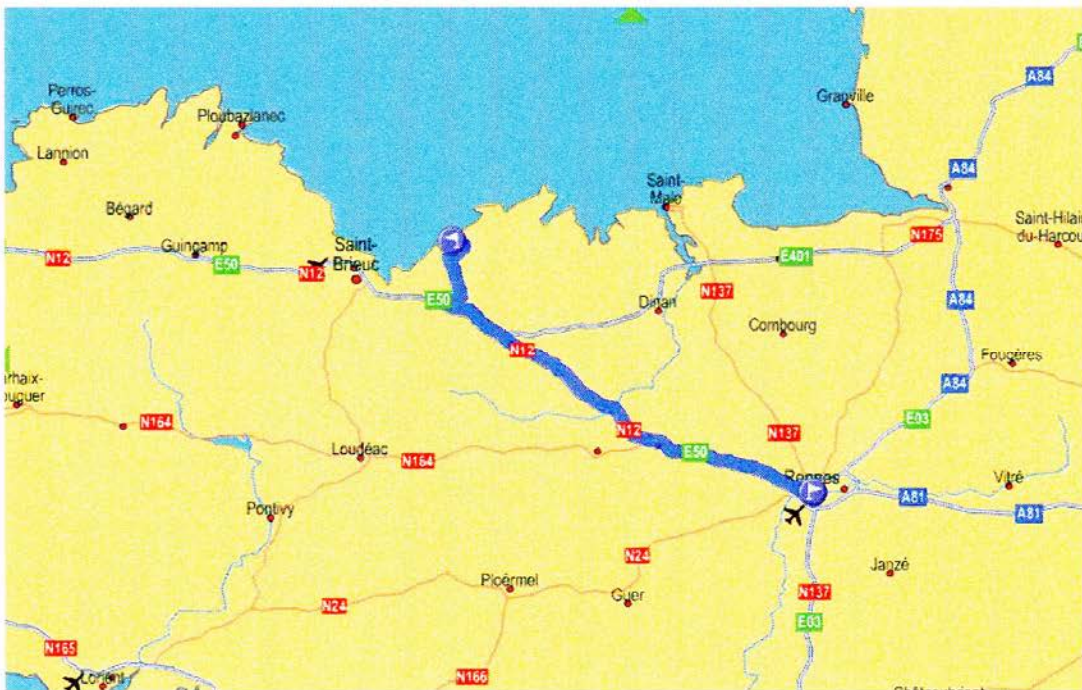 A84
Perros-
Guirec
Granville
Ploubazlanec
Lannion
A84
Saint-
Malo
Bégard
Saint-Hilai
du-Harcou
N175
Guingamp
Saint-
Brieuc
N12
E50
N12
E401
N137
E50
Dinan
A84
Combourg
N12
Fougères
arhaix-
ouguer
A84
N164
E03
N12
N137
Loudéac
N164
E50
Rennes
Vitré
A81
A81
Pontivy
N24
Janzé
Ploërmel
Guer
N137
N24
E03
N165
N166
Lorient